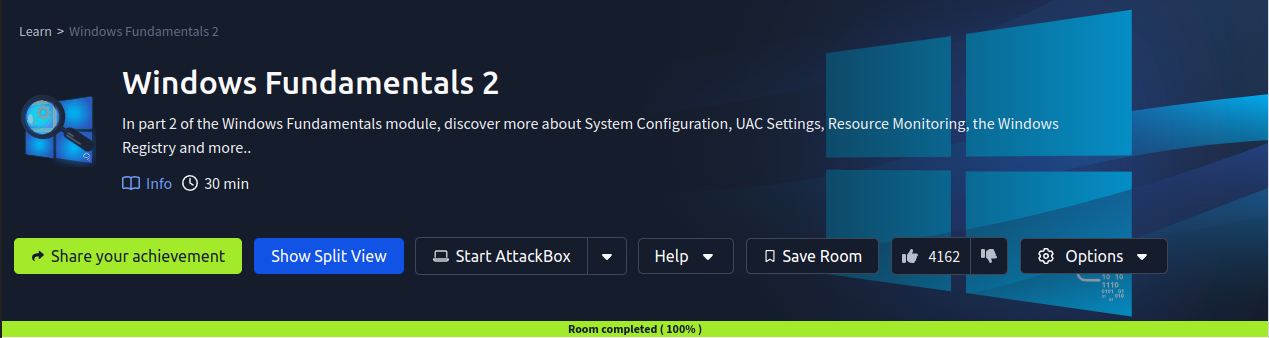 Learn > Windows Fundamentals 2
Windows Fundamentals 2
In part 2 of the Windows Fundamentals module, discover more about System Configuration, UAC Settings, Resource Monitoring, the Windows
Registry and more..
Info 30 min
Share your achievement Show Split View Start AttackBox Help Save Room 4162 Options
10 10
1110
Room completed ( 100% )